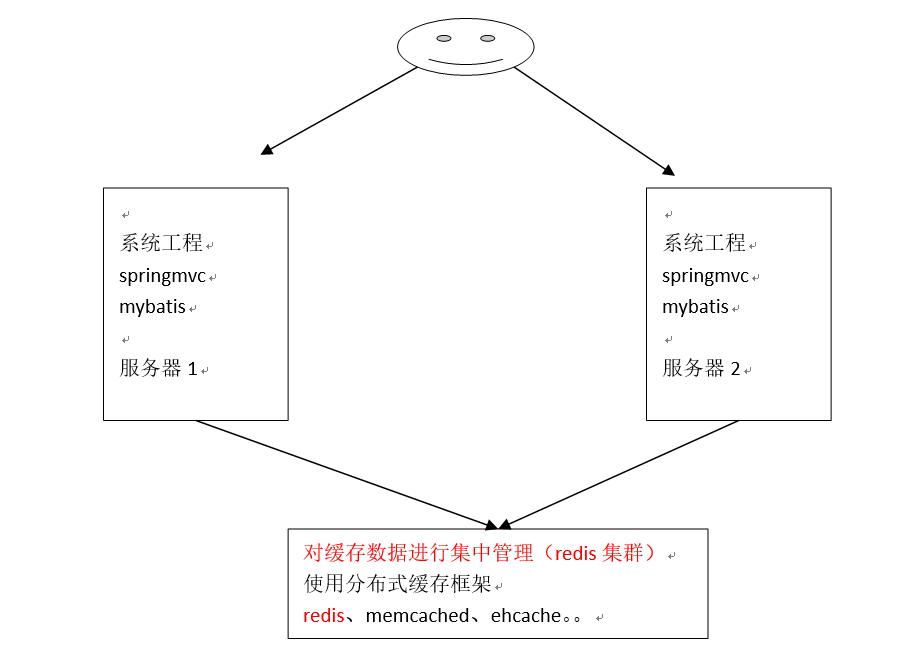 系统工程
springmvc
mybatis
服务器 1
系统工程
springmvc
mybatis
服务器 2
对缓存数据进行集中管理（redis 集群）
使用分布式缓存框架
redis、memcached、ehcache。。